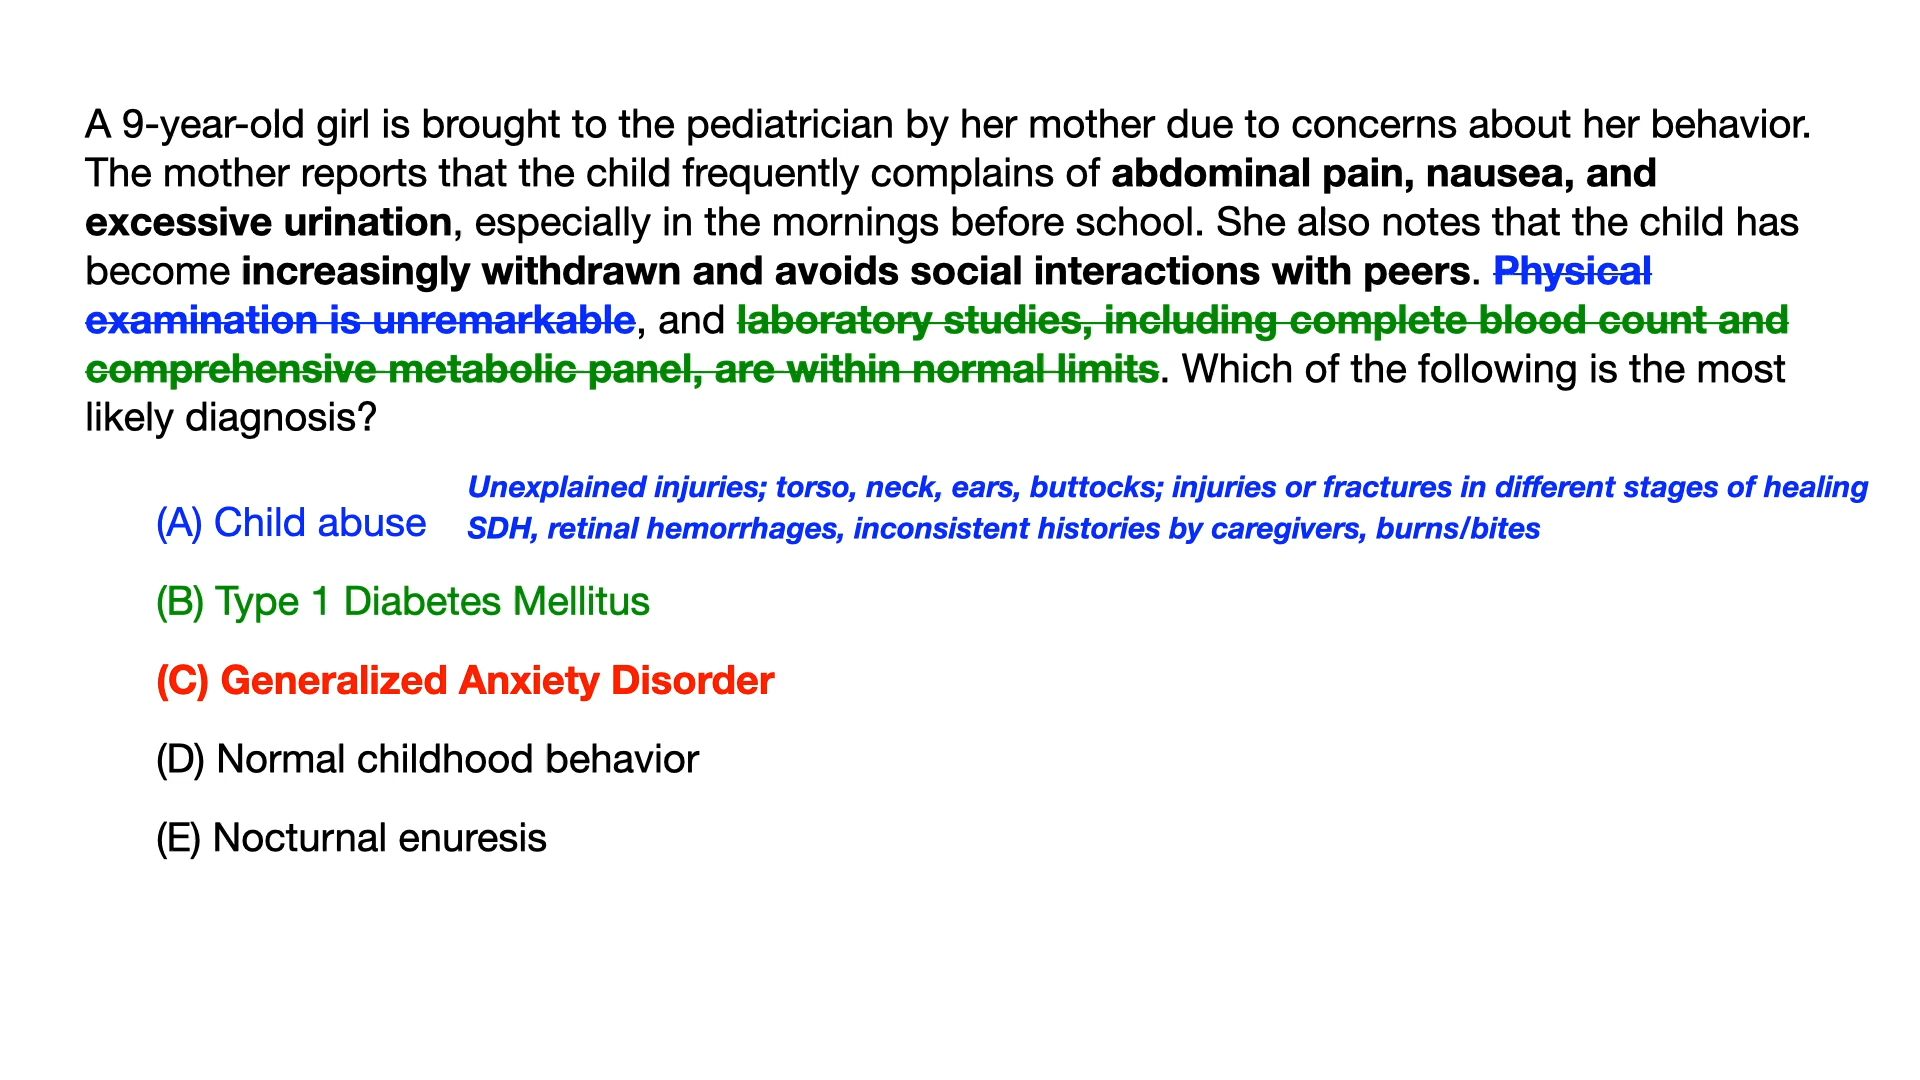 A 9-year-old girl is brought to the pediatrician by her mother due to concerns about her behavior.
The mother reports that the child frequently complains of abdominal pain, nausea, and
excessive urination, especially in the mornings before school. She also notes that the child has
become increasingly withdrawn and avoids social interactions with peers. Physical
examination is unremarkable, and laboratory studies, including complete blood count and
comprehensive metabolic panel, are within normal limits. Which of the following is the most
likely diagnosis?
Unexplained injuries; torso, neck, ears, buttocks; injuries or fractures in different stages of healing
(A) Child abuse
SDH, retinal hemorrhages, inconsistent histories by caregivers, burns/bites
(B) Type 1 Diabetes Mellitus
(C) Generalized Anxiety Disorder
(D) Normal childhood behavior
(E) Nocturnal enuresis